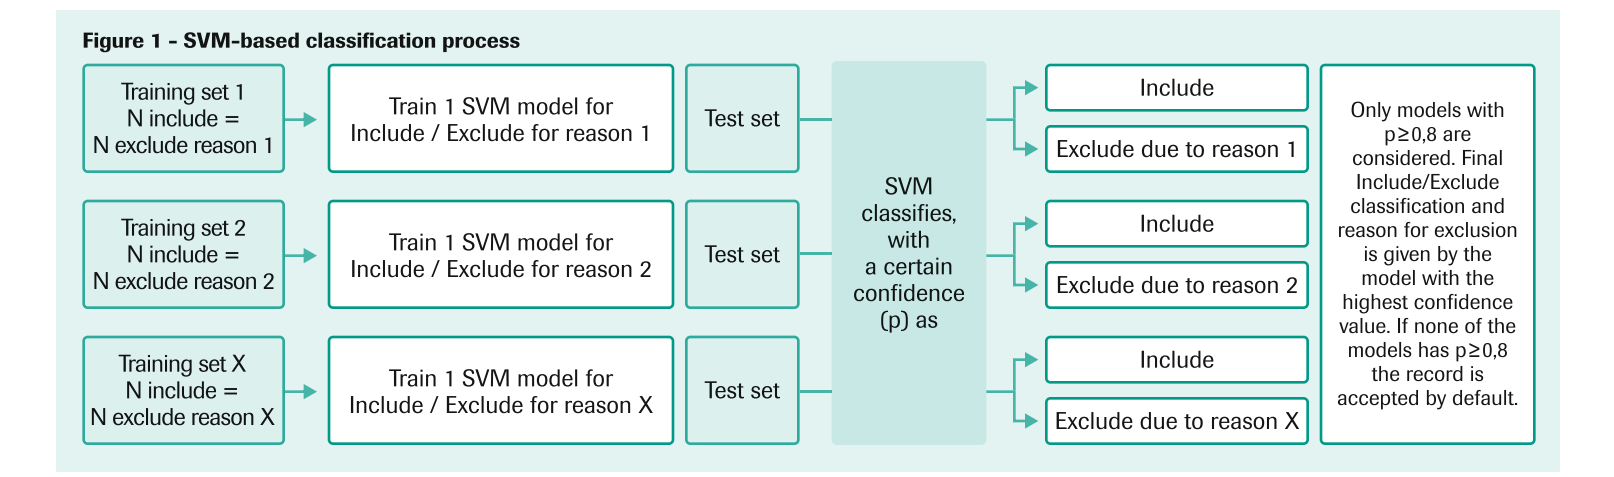 Figure 1 - SVM-based classification process
Training set 1
N include =
N exclude reason 1
Train 1 SVM model for
Include / Exclude for reason 1
Test set
Training set 2
N include =
N exclude reason 2
Train 1 SVM model for
Include / Exclude for reason 2
Test set
Training set X
N include =
N exclude reason X
Train 1 SVM model for
Include / Exclude for reason X
Test set
SVM
classifies,
with
a certain
confidence
(p) as
Include
Exclude due to reason 1
Include
Exclude due to reason 2
Include
Exclude due to reason X
Only models with
p≥0,8 are
considered. Final
Include/Exclude
classification and
reason for exclusion
is given by the
model with the
highest confidence
value. If none of the
models has p≥0,8
the record is
accepted by default.